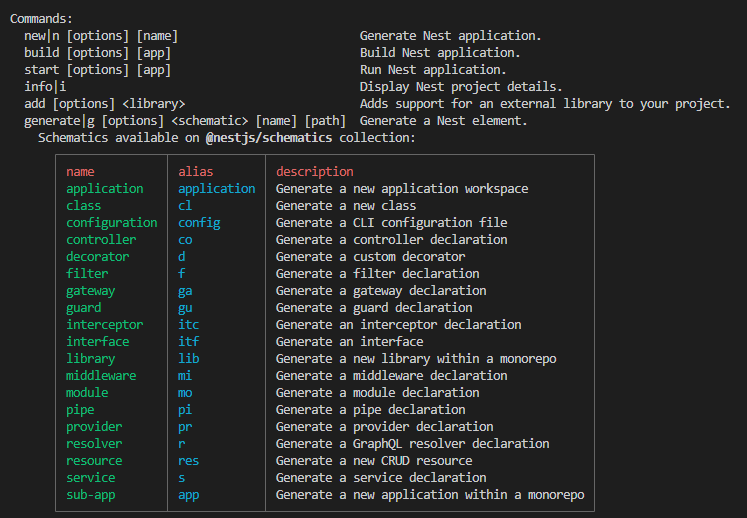 Commands:
new|n [options] [name] Generate Nest application.
build [options] [app] Build Nest application.
start [options] [app] Run Nest application.
info|i Display Nest project details.
add [options] <library> Adds support for an external library to your project.
generate|g [options] <schematic> [name] [path] Generate a Nest element.
Schematics available on @nestjs/schematics collection:
name alias description
application application Generate a new application workspace
class cl Generate a new class
configuration config Generate a CLI configuration file
controller co Generate a controller declaration
decorator d Generate a custom decorator
filter f Generate a filter declaration
gateway ga Generate a gateway declaration
guard gu Generate a guard declaration
interceptor itc Generate an interceptor declaration
interface itf Generate an interface
library lib Generate a new library within a monorepo
middleware mi Generate a middleware declaration
module mo Generate a module declaration
pipe pi Generate a pipe declaration
provider pr Generate a provider declaration
resolver r Generate a GraphQL resolver declaration
resource res Generate a new CRUD resource
service s Generate a service declaration
sub-app app Generate a new application within a monorepo